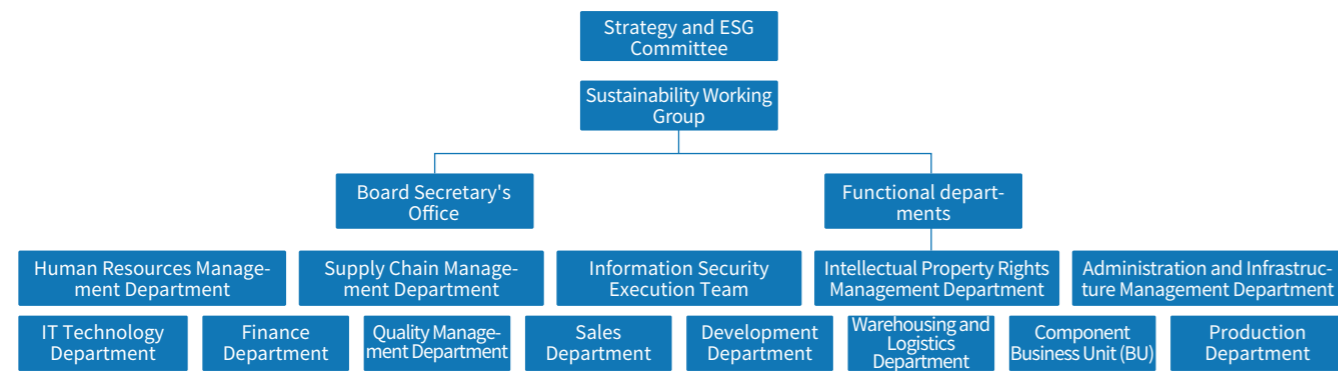 Strategy and ESG
Committee
Sustainability Working
Group
Board Secretary's
Office
Functional depart-
ments
Human Resources Manage-
ment Department
Supply Chain Manage-
ment Department
Information Security
Execution Team
Intellectual Property Rights
Management Department
Administration and Infrastruc-
ture Management Department
IT Technology
Department
Finance
Department
Quality Manage-
ment Department
Sales
Department
Development
Department
Warehousing and
Logistics
Department
Component
Business Unit (BU)
Production
Department